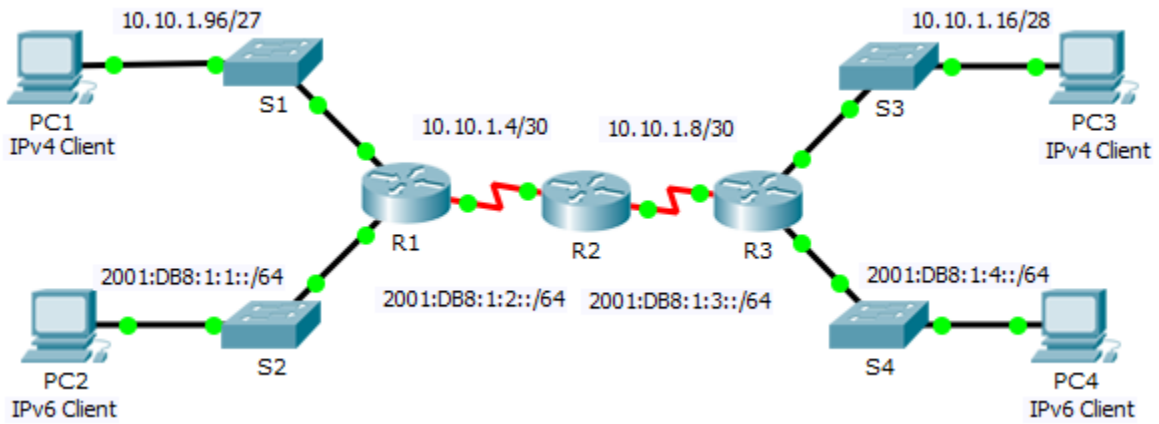 10.10.1.96/27
10.10.1.16/28
S1
S3
PC1
IPv4 Client
PC3
IPv4 Client
10.10.1.4/30
10.10.1.8/30
R1
R2
R3
2001:DB8:1:1::/64
2001:DB8:1:2::/64
2001:DB8:1:3::/64
2001:DB8:1:4::/64
S2
S4
PC2
IPv6 Client
PC4
IPv6 Client